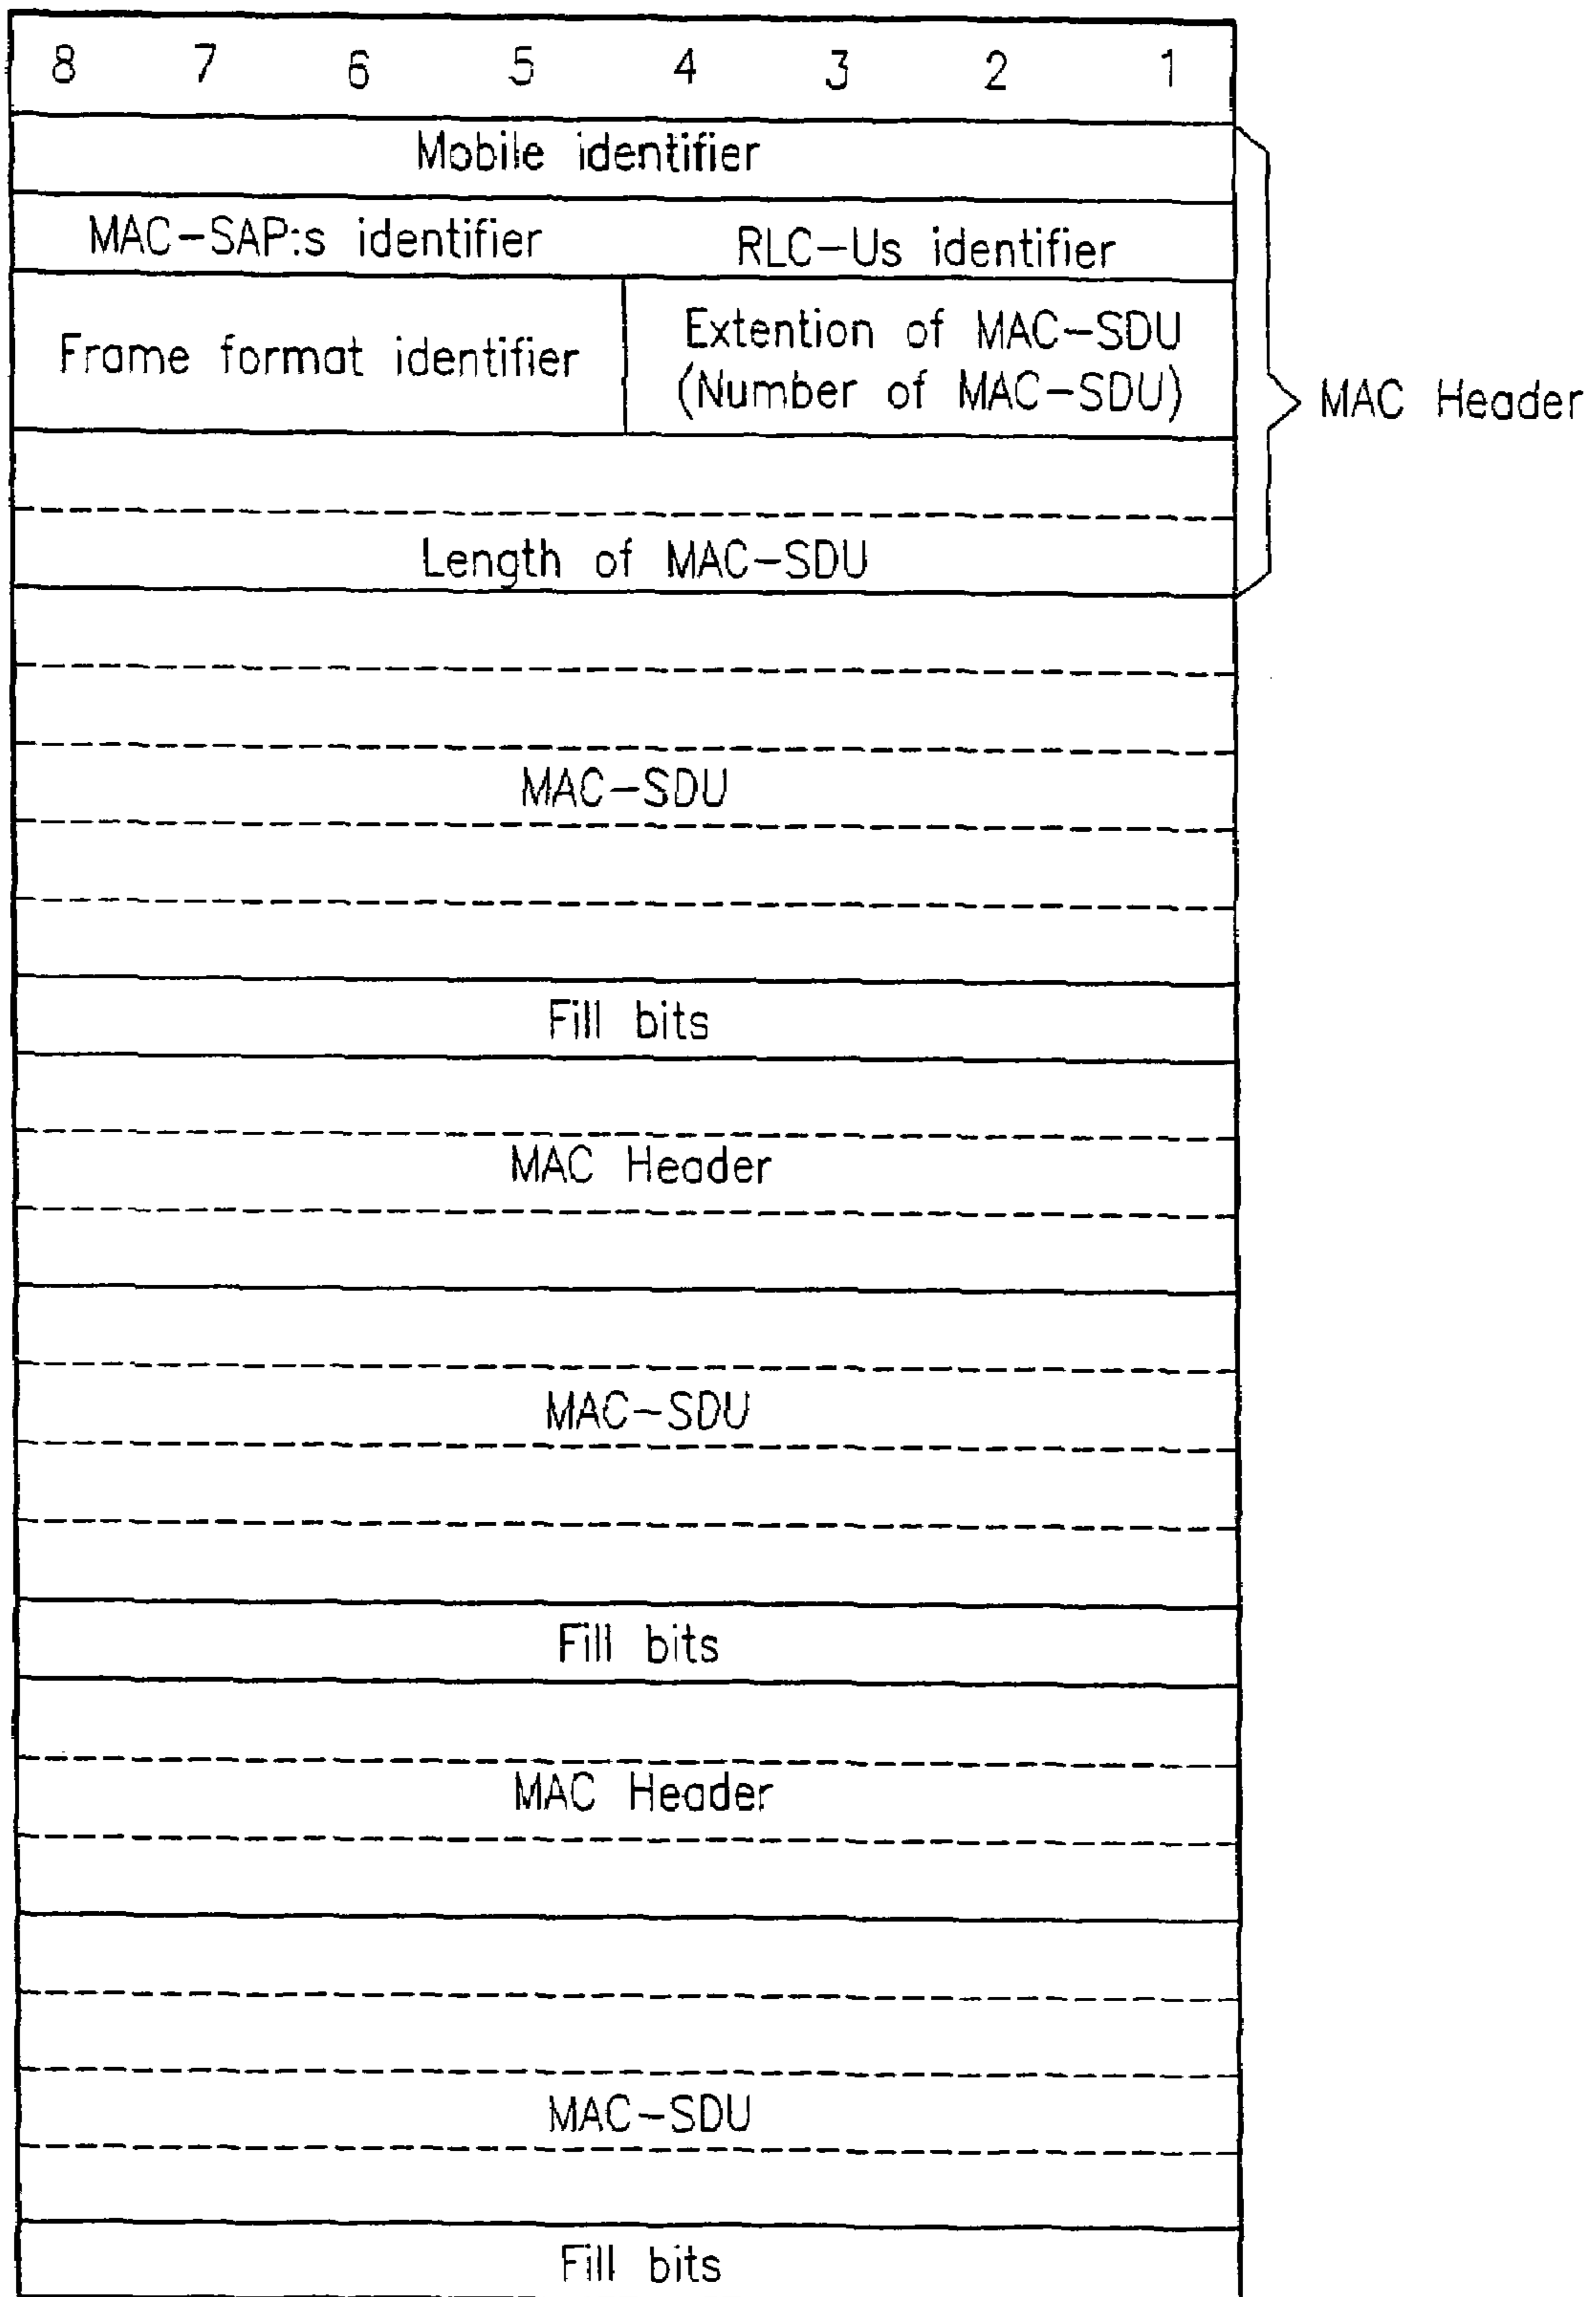 8 7 6 5 4 3 2 1
Mobile identifier
MAC-SAP:s identifier RLC-Us identifier
Frame format identifier
Extention of MAC-SDU
(Number of MAC-SDU)
MAC Header
Length of MAC-SDU
MAC-SDU
Fill bits
MAC Header
MAC-SDU
Fill bits
MAC Header
MAC-SDU
Fill bits